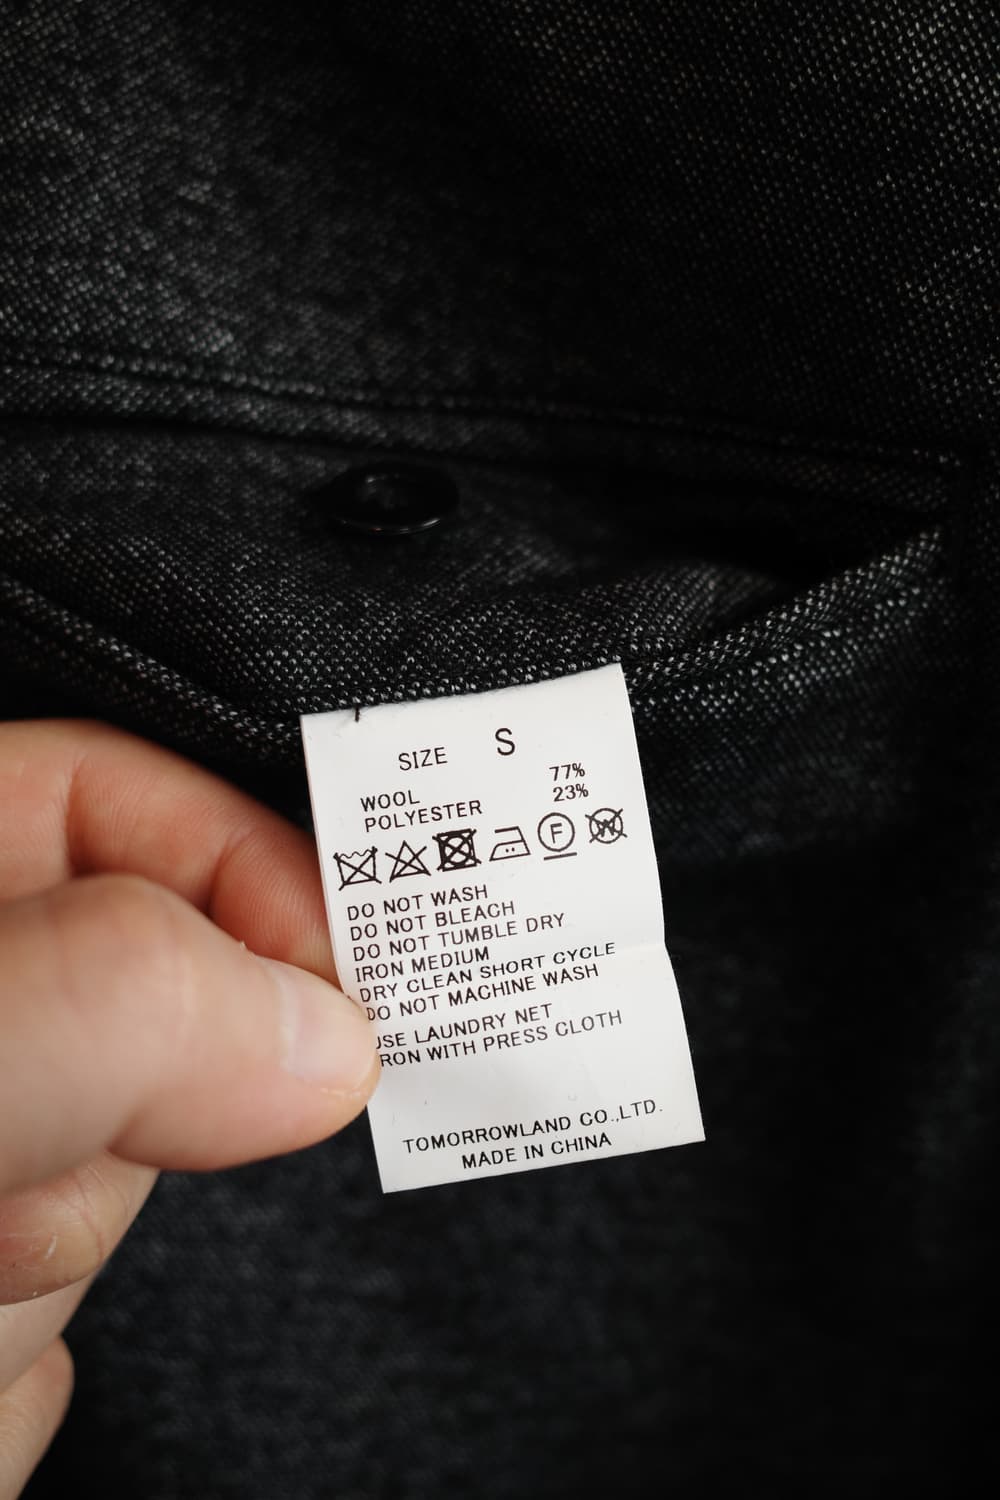 SIZE S
WOOL 77%
POLYESTER 23%
F W
DO NOT WASH
DO NOT BLEACH
DO NOT TUMBLE DRY
IRON MEDIUM
DRY CLEAN SHORT CYCLE
DO NOT MACHINE WASH
USE LAUNDRY NET
RON WITH PRESS CLOTH
TOMORROWLAND CO.,LTD.
MADE IN CHINA